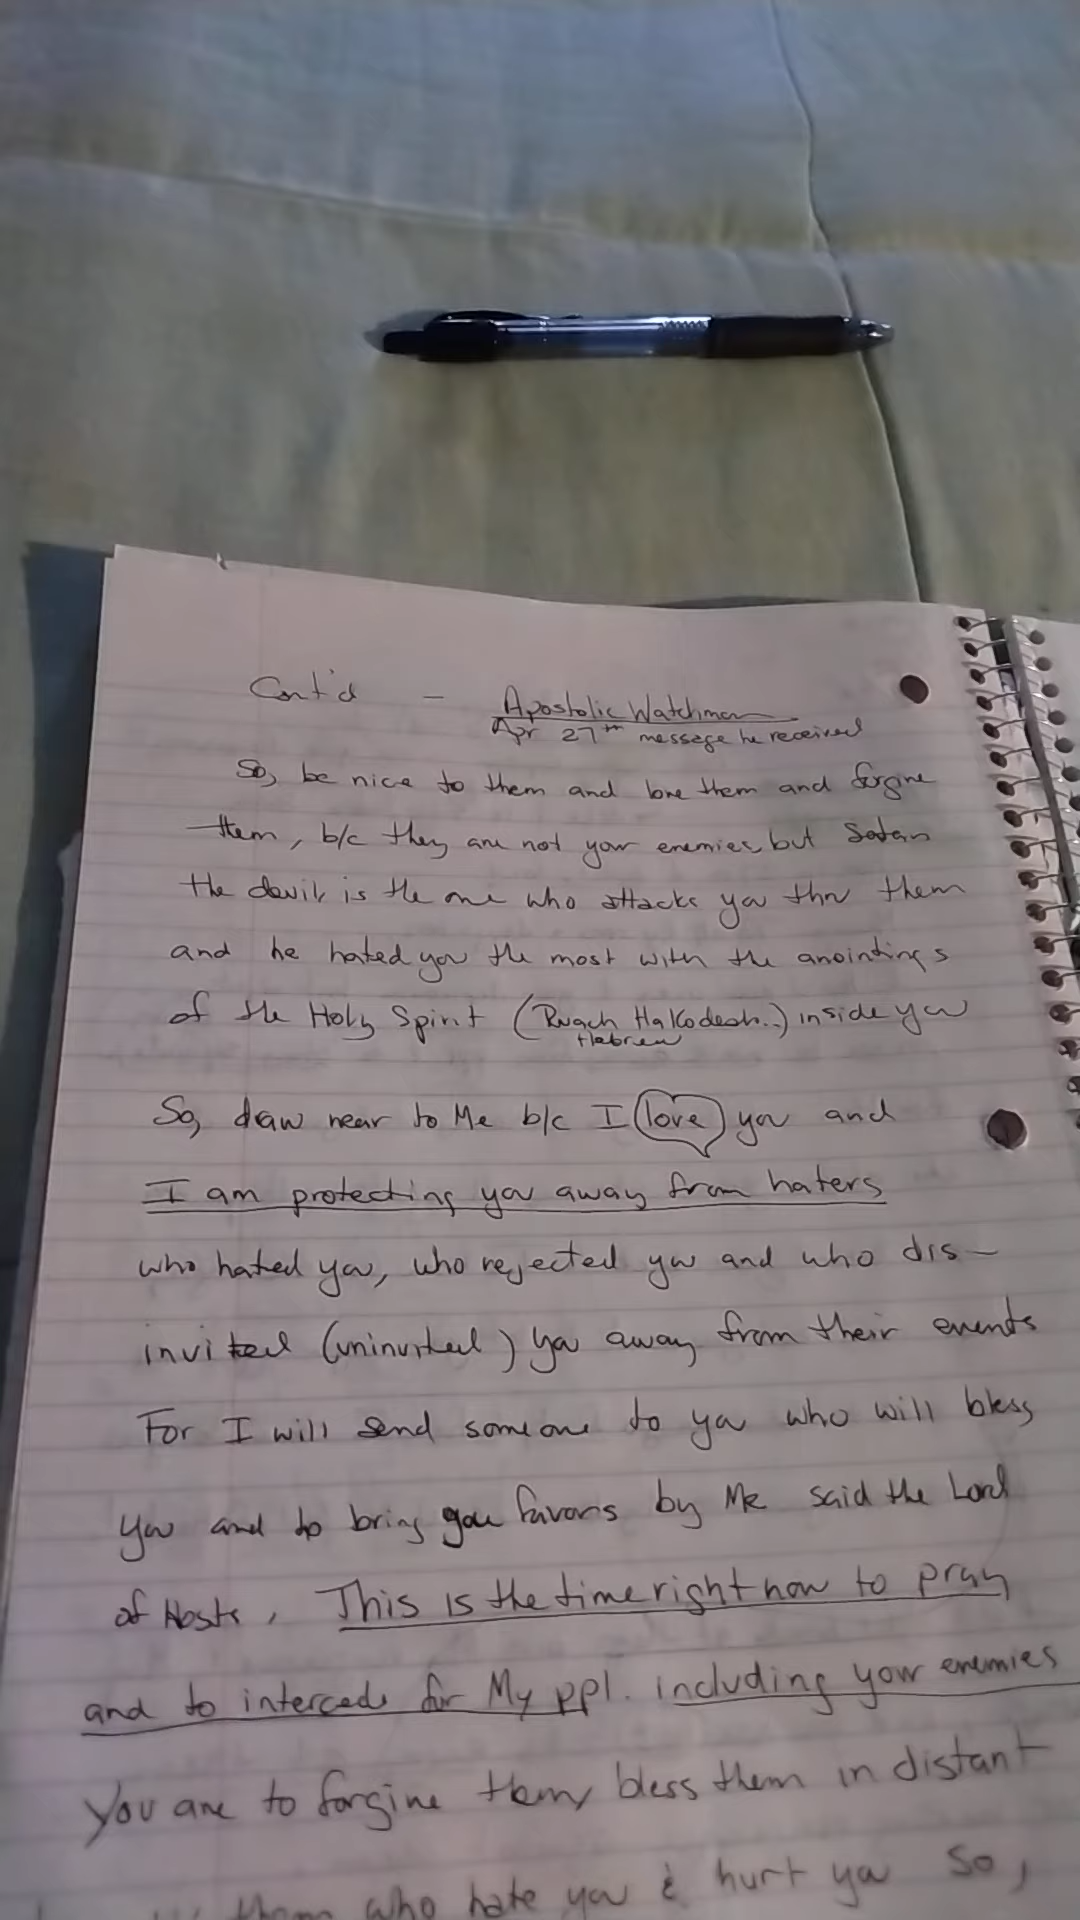 Cont'd - Apostolic Watchman
Apr 27th message he received
So, be nice to them and love them and forgive
them, b/c they are not your enemies but Satan
the devil is the one who attacks you thru them
and he hated you the most with the anointings
of the Holy Spirit (Ruach HaKodesh..) inside you
Hebrew
So, draw near to Me b/c I love you and
I am protecting you away from haters
who hated you, who rejected you and who dis-
invited (uninvited) you away from their events
For I will send someone to you who will bless
you and to bring you favors by Me said the Lord
of Hosts. This is the time right now to pray
and to intercede for My ppl. including your enemies
You are to forgive them, bless them in distant
them who hate you & hurt you so,